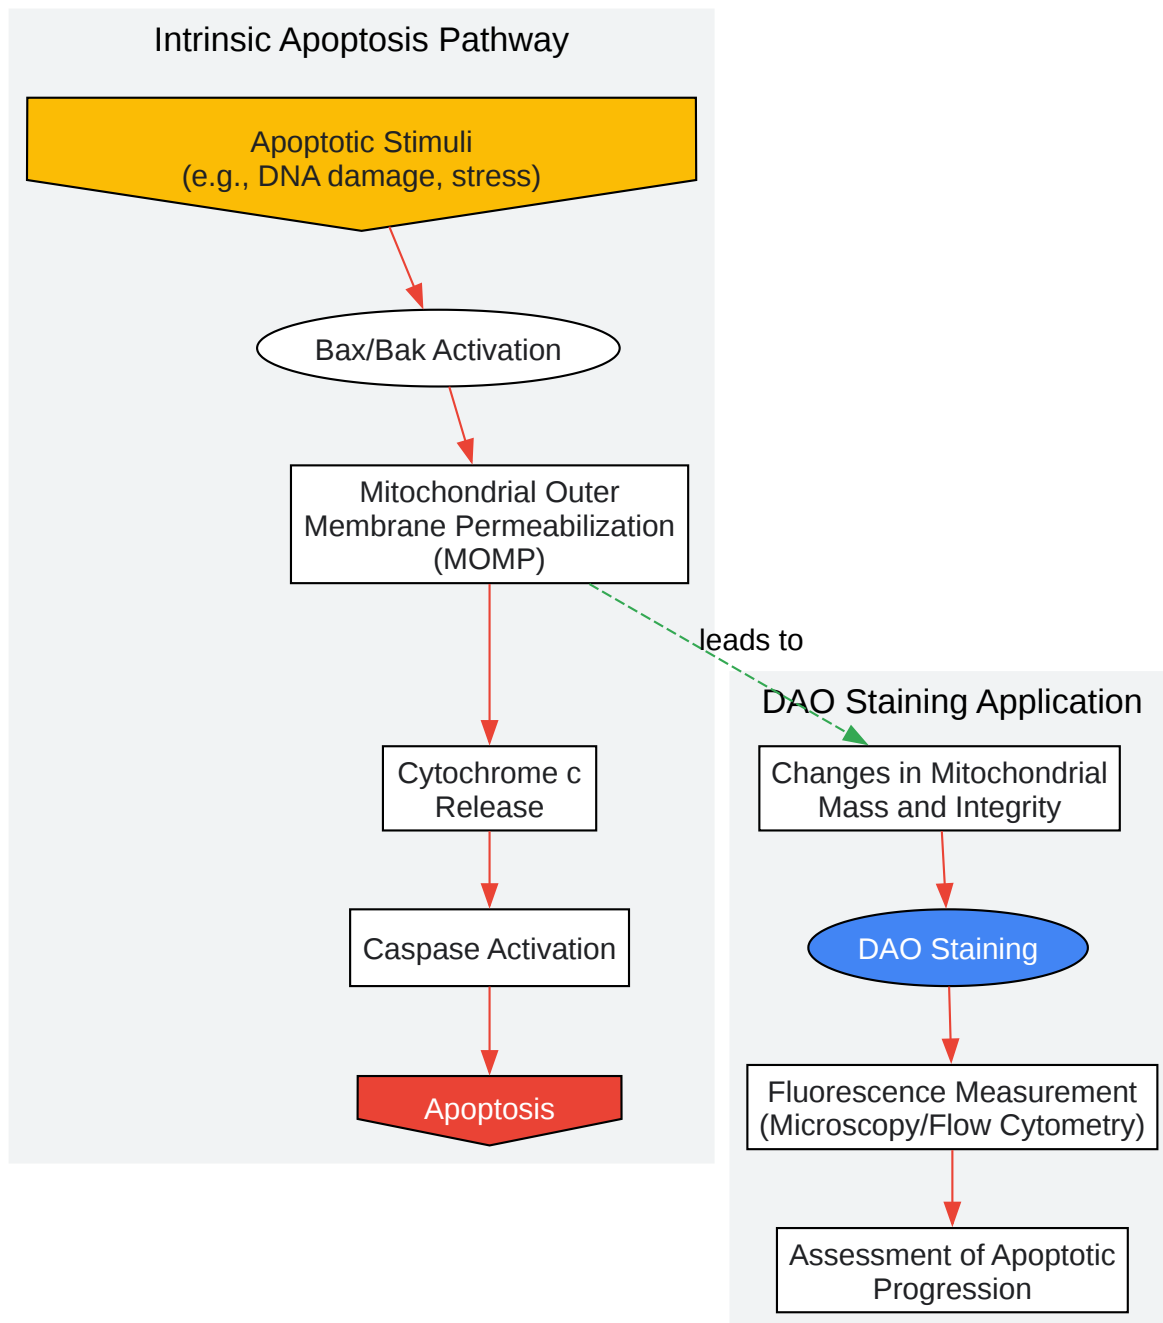 Intrinsic Apoptosis Pathway
Apoptotic Stimuli
(e.g., DNA damage, stress)
Bax/Bak Activation
Mitochondrial Outer
Membrane Permeabilization
(MOMP)
leads to
Cytochrome c
Release
Caspase Activation
Apoptosis
DAO Staining Application
Changes in Mitochondrial
Mass and Integrity
DAO Staining
Fluorescence Measurement
(Microscopy/Flow Cytometry)
Assessment of Apoptotic
Progression